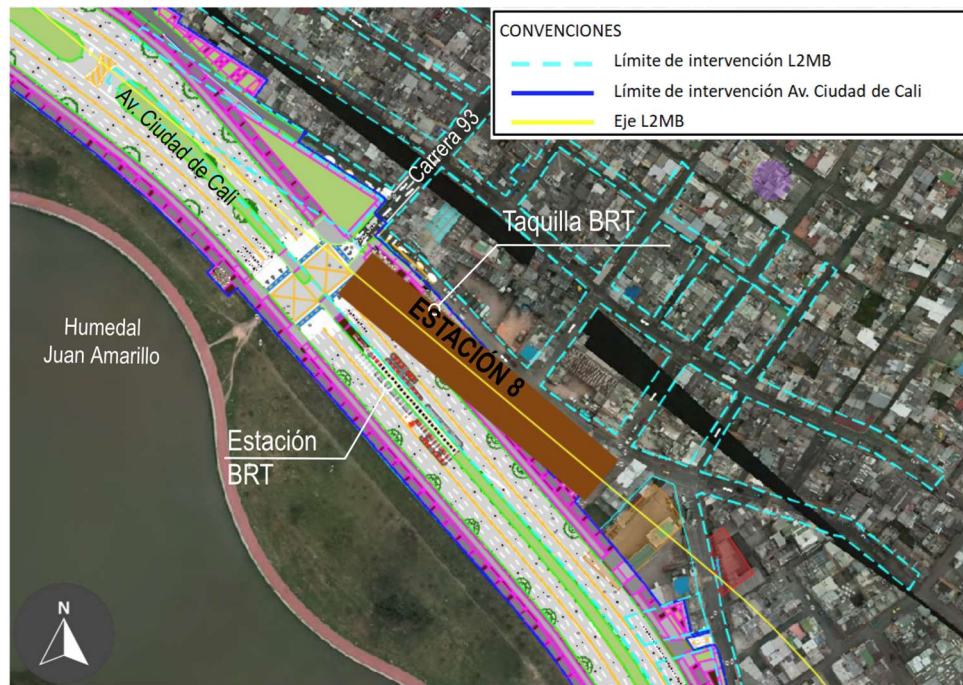 CONVENCIONES
Límite de intervención L2MB
Límite de intervención Av. Ciudad de Cali
Eje L2MB
Av. Ciudad de Cali
Carrera 93
Taquilla BRT
ESTACIÓN 8
Humedal
Juan Amarillo
Estación
BRT
N